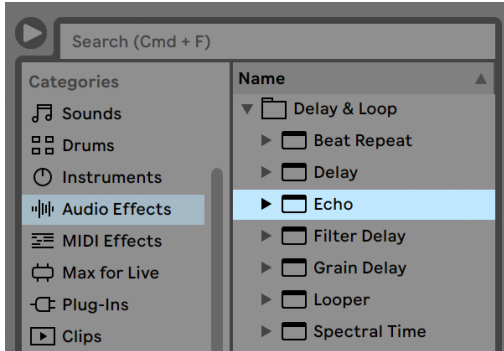 Search (Cmd + F)
Categories
Sounds
Drums
Instruments
Audio Effects
MIDI Effects
Max for Live
Plug-Ins
Clips
Name
Delay & Loop
Beat Repeat
Delay
Echo
Filter Delay
Grain Delay
Looper
Spectral Time